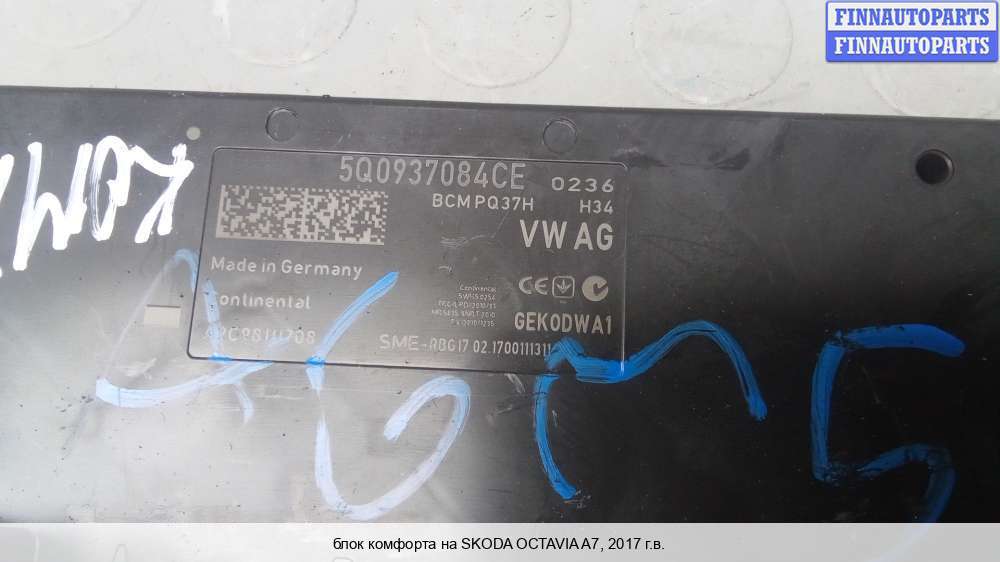 FINNAUTOPARTS
FINNAUTOPARTS
5Q0937084CE 0236
BCM PQ37H H34
VW AG
Made in Germany
Continental
Continental
GEK0DWA1
SME-ABG17 02.1700111311
блок комфорта на SKODA OCTAVIA A7, 2017 г.в.